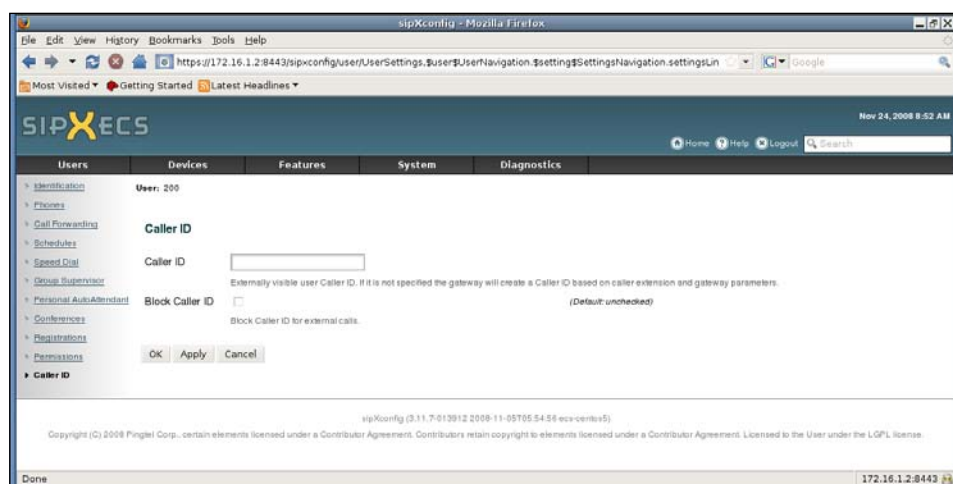 sipXconfig - Mozilla Firefox
File Edit View History Bookmarks Tools Help
https://172.16.1.2:8443/sipxconfig/user/UserSettings,$user$UserNavigation.$setting$SettingsNavigation.settingsLin
Google
Most Visited Getting Started Latest Headlines
SIPXECS
Nov 24, 2008 8:52 AM
Home Help Logout Search
Users Devices Features System Diagnostics
Identification
Phones
Call Forwarding
Schedules
Speed Dial
Group Supervisor
Personal AutoAttendant
Conferences
Registrations
Permissions
Caller ID
User: 200
Caller ID
Caller ID
Externally visible user Caller ID. If it is not specified the gateway will create a Caller ID based on caller extension and gateway parameters.
Block Caller ID
(Default: unchecked)
Block Caller ID for external calls.
OK Apply Cancel
sipXconfig (3.11.7-013912 2008-11-05T05:54:56 ecs-centos5)
Copyright (C) 2008 Pingtel Corp., certain elements licensed under a Contributor Agreement. Contributors retain copyright to elements licensed under a Contributor Agreement. Licensed to the User under the LGPL license.
Done
172.16.1.2:8443